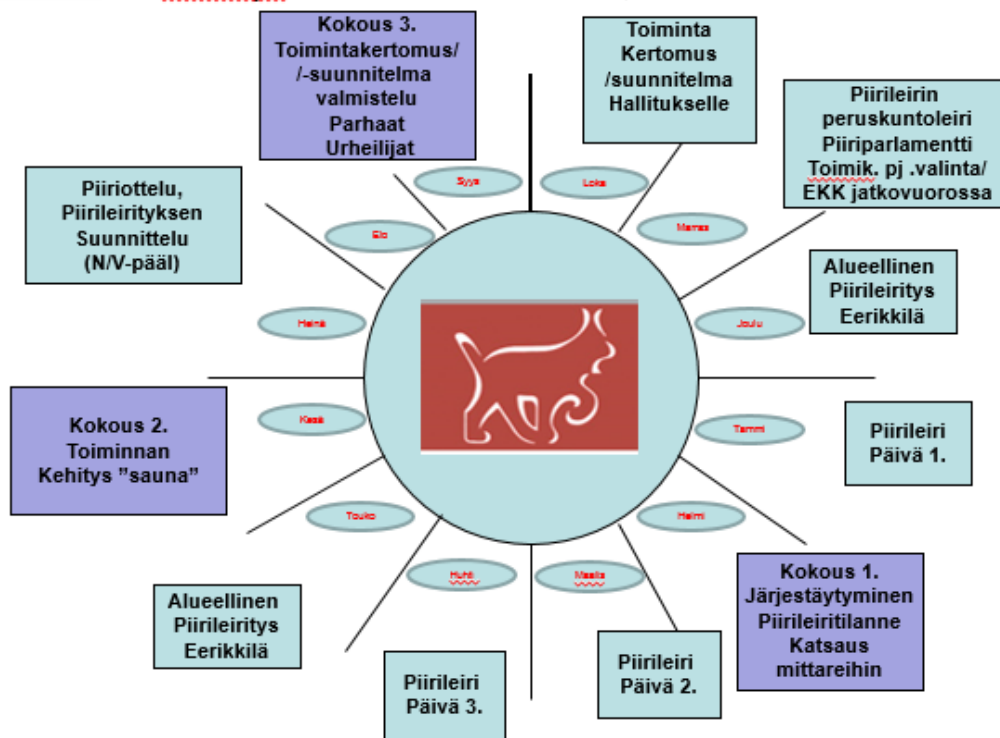 Kokous 3.
Toimintakertomus/
/-suunnitelma
valmistelu
Parhaat
Urheilijat
Toiminta
Kertomus
/suunnitelma
Hallitukselle
Piirileirin
peruskuntoleiri
Piiriparlamentti
Toimik. pj .valinta/
EKK jatkovuorossa
Syys
Loka
Piiriottelu,
Piirileirityksen
Suunnittelu
(N/V-pääl)
Elo
Marras
Alueellinen
Piirileiritys
Eerikkilä
Heinä
Joulu
Kokous 2.
Toiminnan
Kehitys ”sauna”
Kesä
Tammi
Piirileiri
Päivä 1.
Touko
Helmi
Huhti
Maalis
Kokous 1.
Järjestäytyminen
Piirileiritilanne
Katsaus
mittareihin
Alueellinen
Piirileiritys
Eerikkilä
Piirileiri
Päivä 3.
Piirileiri
Päivä 2.